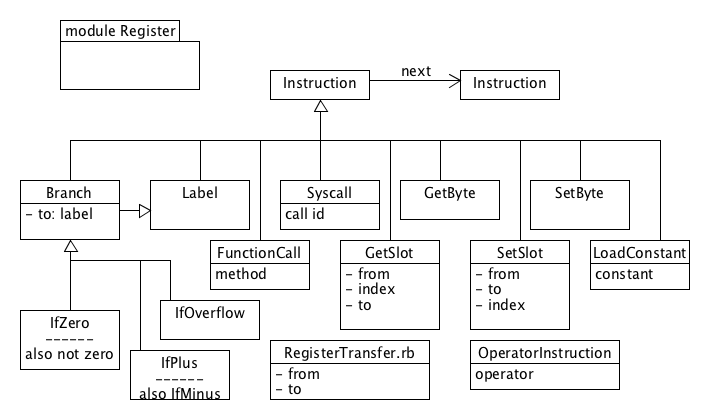 module Register
Instruction
next
Instruction
Branch
- to: label
Label
Syscall
call id
GetByte
SetByte
FunctionCall
method
GetSlot
- from
- index
- to
SetSlot
- from
- to
- index
LoadConstant
constant
IfZero
------
also not zero
IfOverflow
IfPlus
------
also IfMinus
RegisterTransfer.rb
- from
- to
OperatorInstruction
operator